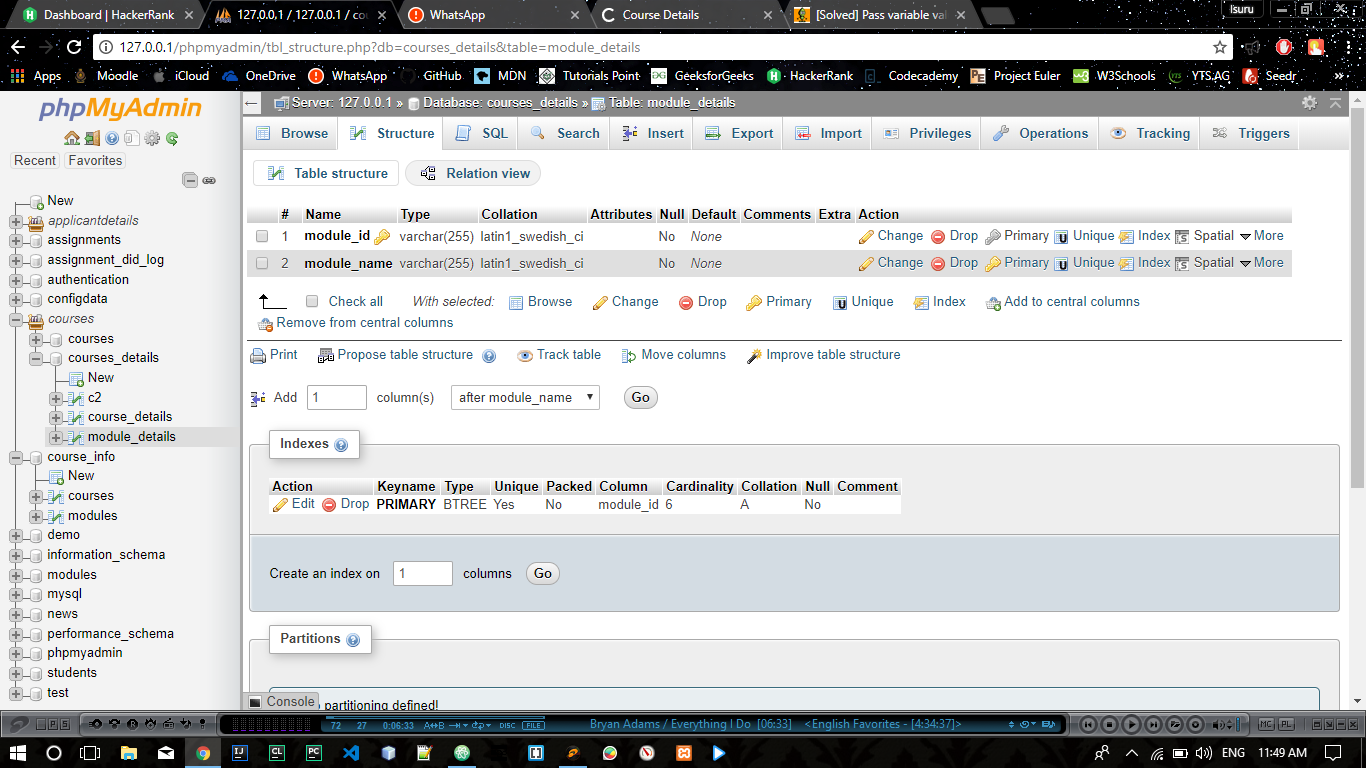 Dashboard | HackerRank
127.0.0.1 / 127.0.0.1 / cou
WhatsApp
Course Details
[Solved] Pass variable val
Isuru
127.0.0.1/phpmyadmin/tbl_structure.php?db=courses_details&table=module_details
Apps Moodle iCloud OneDrive WhatsApp GitHub MDN Tutorials Point GeeksforGeeks HackerRank Codecademy Project Euler W3Schools YTS.AG Seedr »
phpMyAdmin
Recent Favorites
New
applicantdetails
assignments
assignment_did_log
authentication
configdata
courses
courses
courses_details
New
c2
course_details
module_details
course_info
New
courses
modules
demo
information_schema
modules
mysql
news
performance_schema
phpmyadmin
students
test
Server: 127.0.0.1 » Database: courses_details » Table: module_details
Browse Structure SQL Search Insert Export Import Privileges Operations Tracking Triggers
Table structure Relation view
# Name Type Collation Attributes Null Default Comments Extra Action
1 module_id varchar(255) latin1_swedish_ci No None Change Drop Primary Unique Index Spatial More
2 module_name varchar(255) latin1_swedish_ci No None Change Drop Primary Unique Index Spatial More
Check all With selected: Browse Change Drop Primary Unique Index Add to central columns
Remove from central columns
Print Propose table structure Track table Move columns Improve table structure
Add 1 column(s) after module_name Go
Indexes
Action Keyname Type Unique Packed Column Cardinality Collation Null Comment
Edit Drop PRIMARY BTREE Yes No module_id 6 A No
Create an index on 1 columns Go
Partitions
partitioning defined!
Console
72 27 0:06:33 A↔B DISC FILE Bryan Adams / Everything I Do [06:33] <English Favorites - [4:34:37]> MC PL
ENG 11:49 AM